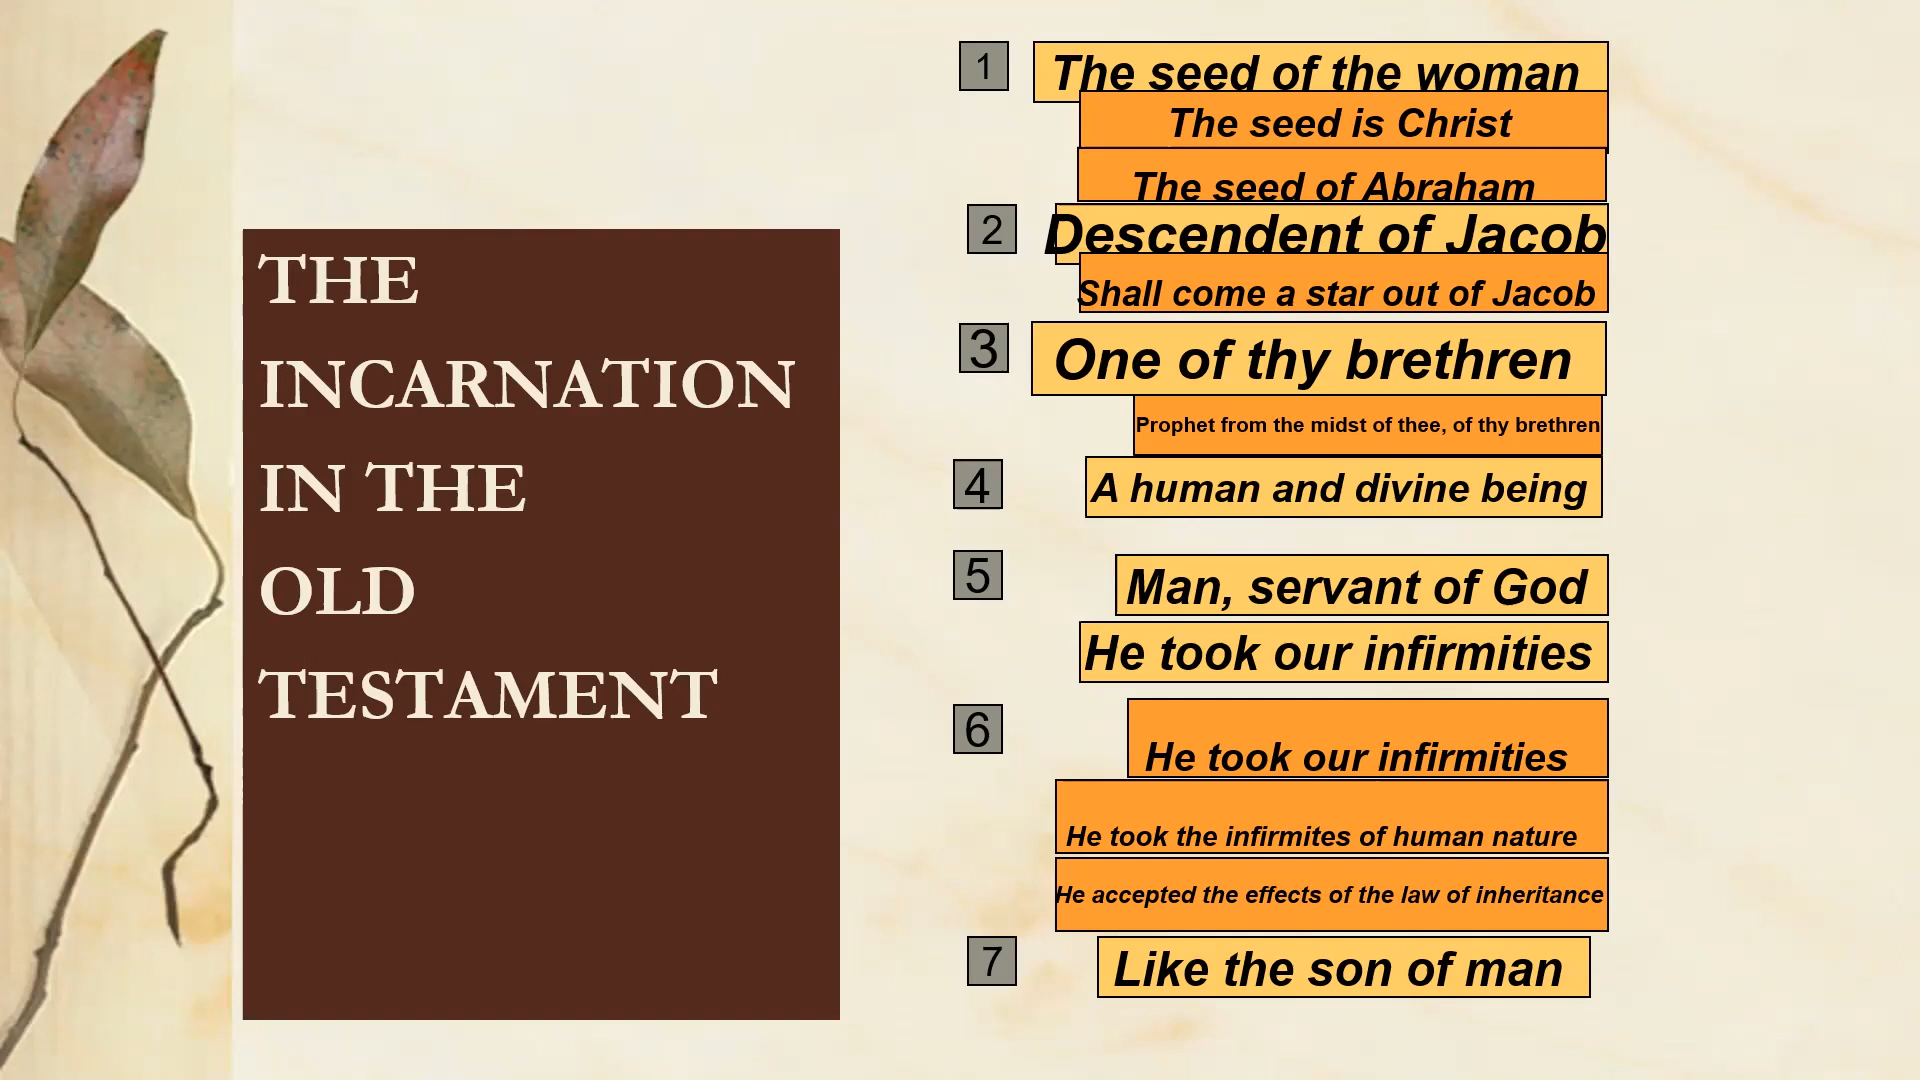 THE
INCARNATION
IN THE
OLD
TESTAMENT
1
The seed of the woman
The seed is Christ
The seed of Abraham
2
Descendent of Jacob
Shall come a star out of Jacob
3
One of thy brethren
Prophet from the midst of thee, of thy brethren
4
A human and divine being
5
Man, servant of God
He took our infirmities
6
He took our infirmities
He took the infirmites of human nature
He accepted the effects of the law of inheritance
7
Like the son of man